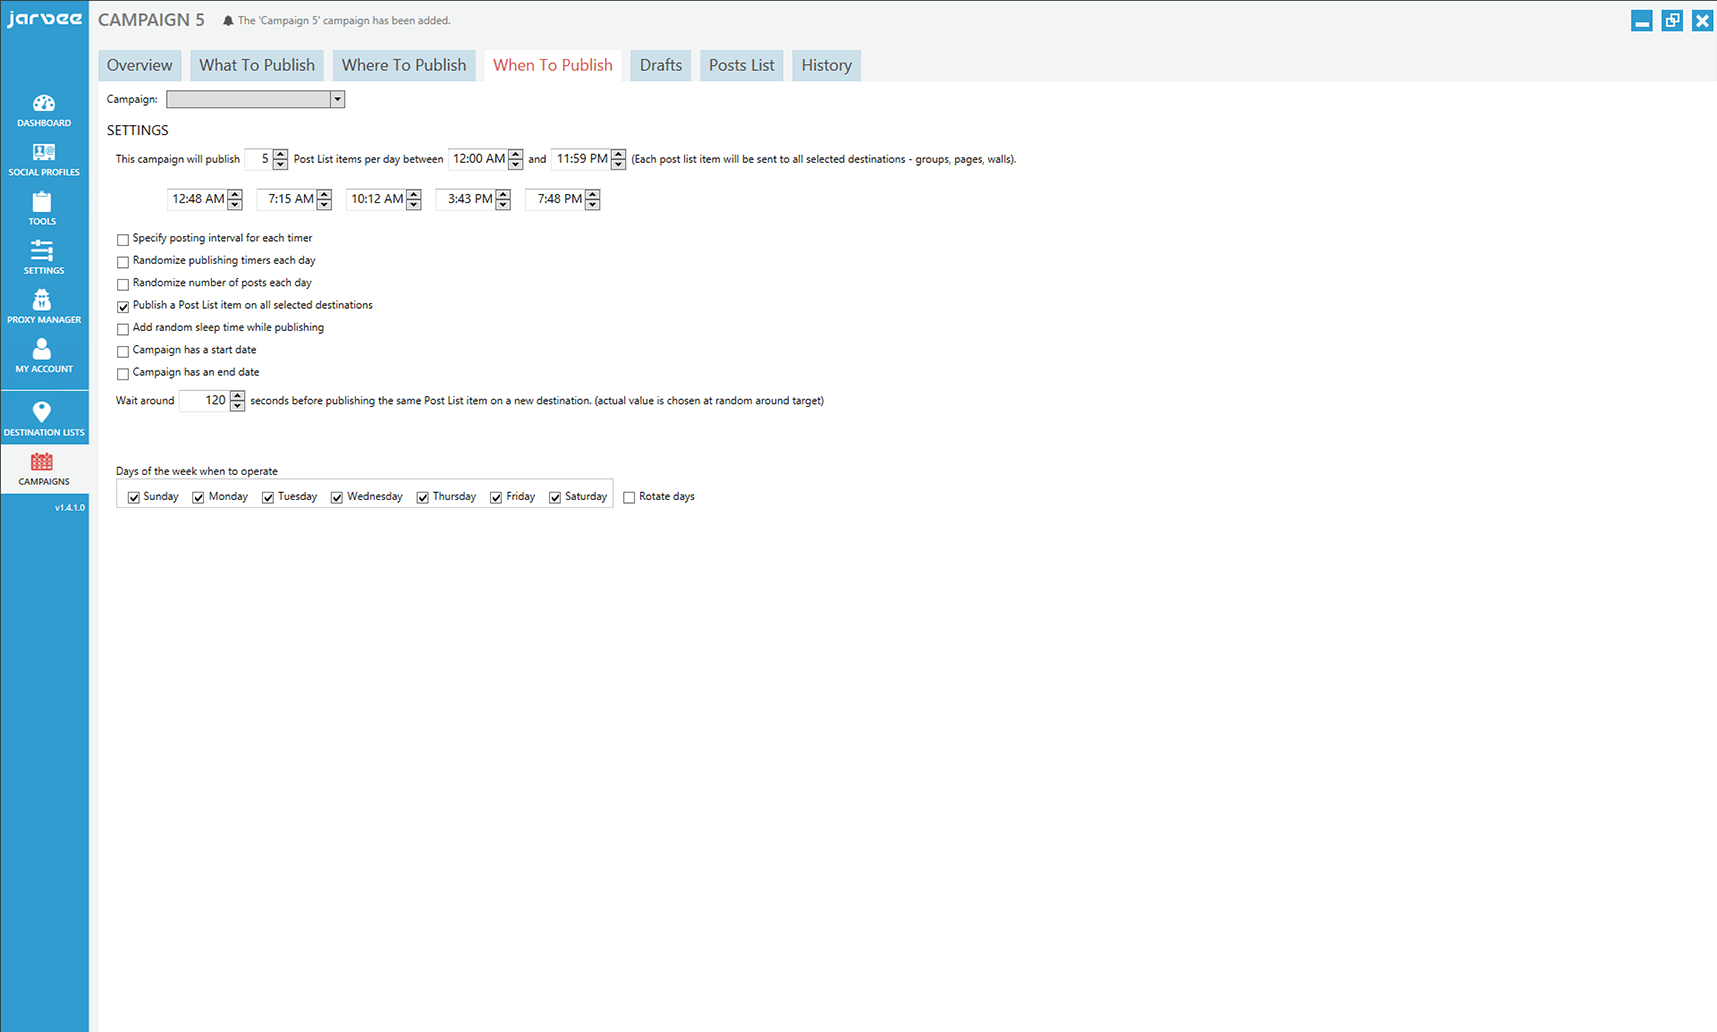 jarvee CAMPAIGN 5 The 'Campaign 5' campaign has been added.
Overview What To Publish Where To Publish When To Publish Drafts Posts List History
Campaign:
SETTINGS
This campaign will publish 5 Post List items per day between 12:00 AM and 11:59 PM (Each post list item will be sent to all selected destinations - groups, pages, walls).
12:48 AM 7:15 AM 10:12 AM 3:43 PM 7:48 PM
Specify posting interval for each timer
Randomize publishing timers each day
Randomize number of posts each day
Publish a Post List item on all selected destinations
Add random sleep time while publishing
Campaign has a start date
Campaign has an end date
Wait around 120 seconds before publishing the same Post List item on a new destination. (actual value is chosen at random around target)
Days of the week when to operate
Sunday Monday Tuesday Wednesday Thursday Friday Saturday Rotate days
DASHBOARD
SOCIAL PROFILES
TOOLS
SETTINGS
PROXY MANAGER
MY ACCOUNT
DESTINATION LISTS
CAMPAIGNS
v1.4.1.0